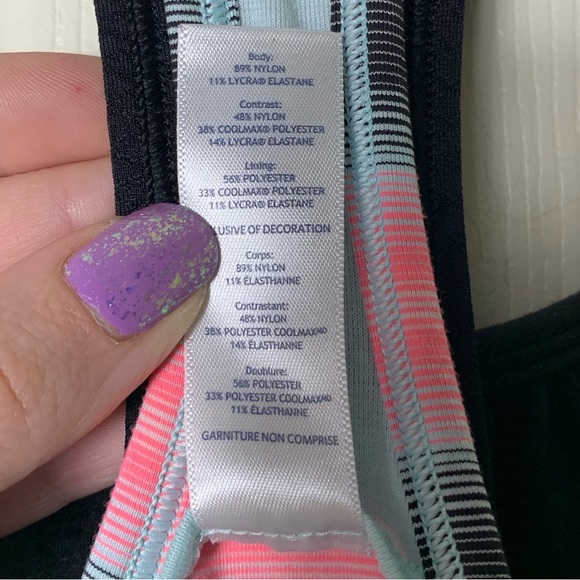 Body:
89% NYLON
11% LYCRA® ELASTANE
Contrast:
48% NYLON
38% COOLMAX® POLYESTER
14% LYCRA® ELASTANE
Lining:
56% POLYESTER
33% COOLMAX® POLYESTER
11% LYCRA® ELASTANE
LUSIVE OF DECORATION
Corps:
89% NYLON
11% ÉLASTHANNE
Contrastant:
48% NYLON
38% POLYESTER COOLMAXᴹᴰ
14% ÉLASTHANNE
Doublure:
56% POLYESTER
33% POLYESTER COOLMAXᴹᴰ
11% ÉLASTHANNE
GARNITURE NON COMPRISE